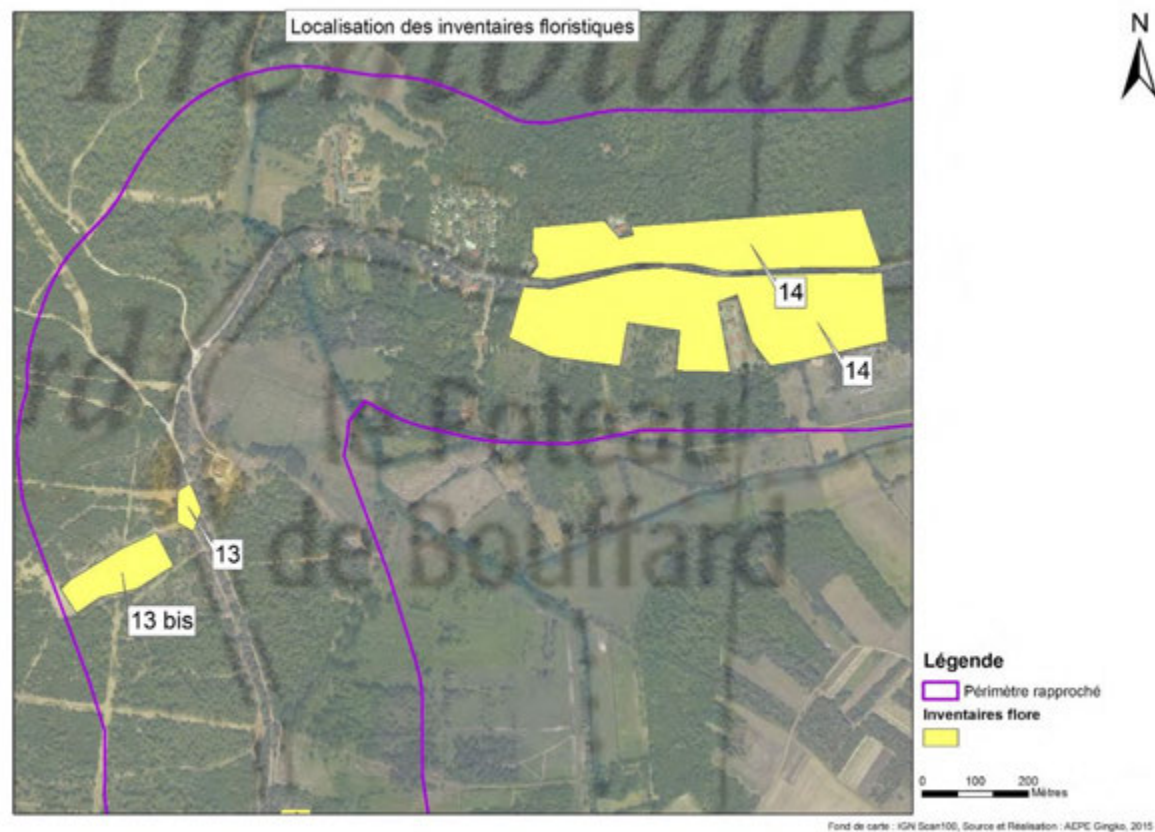 Localisation des inventaires floristiques
N
14
14
le Poteau
de Bouffard
13
13 bis
Légende
Périmètre rapproché
Inventaires flore
0 100 200
Mètres
Fond de carte : IGN Scan100, Source et Réalisation : AEPE Gingko, 2015